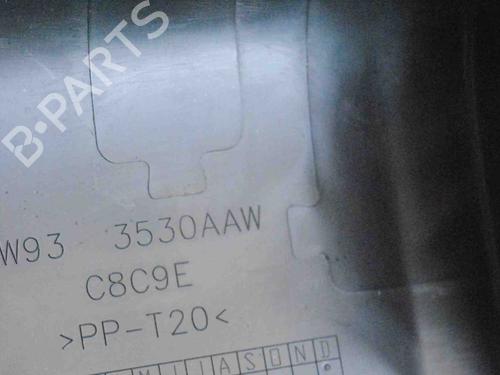 B-PARTS
W93 3530AAW
C8C9E
>PP-T20<
M J J A S O N D